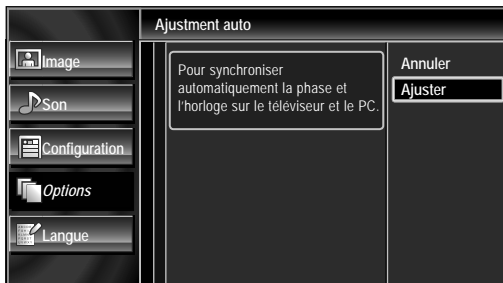 Ajustment auto
Image
Son
Configuration
Options
Langue
Pour synchroniser
automatiquement la phase et
l'horloge sur le téléviseur et le PC.
Annuler
Ajuster